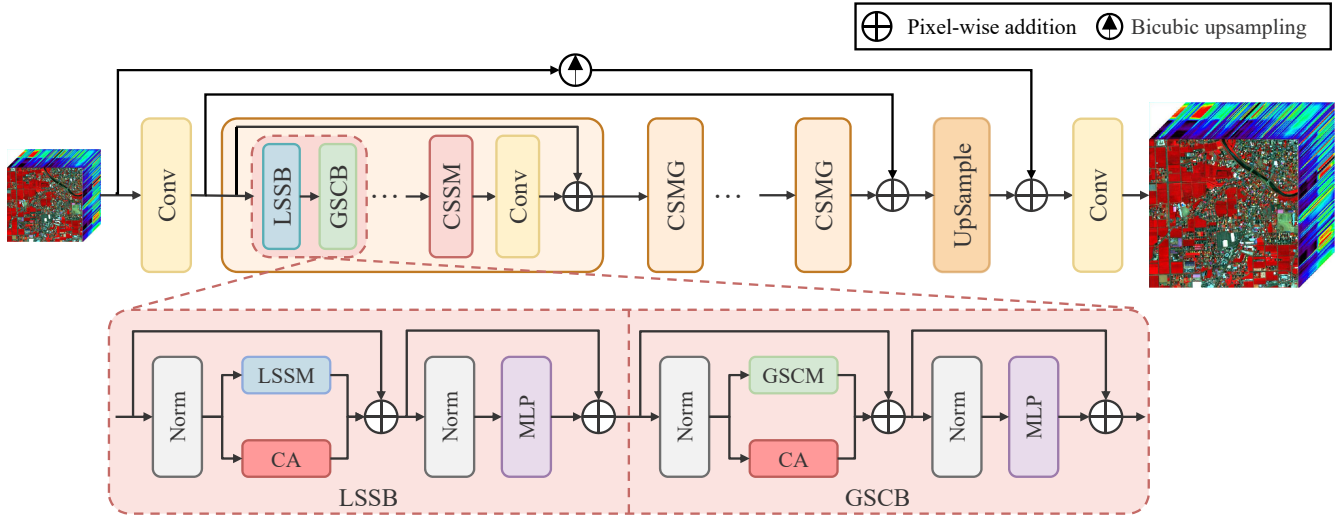 Pixel-wise addition
Bicubic upsampling
Conv
LSSB
GSCB
...
CSSM
Conv
CSMG
...
CSMG
UpSample
Conv
Norm
LSSM
CA
Norm
MLP
Norm
GSCM
CA
Norm
MLP
LSSB
GSCB